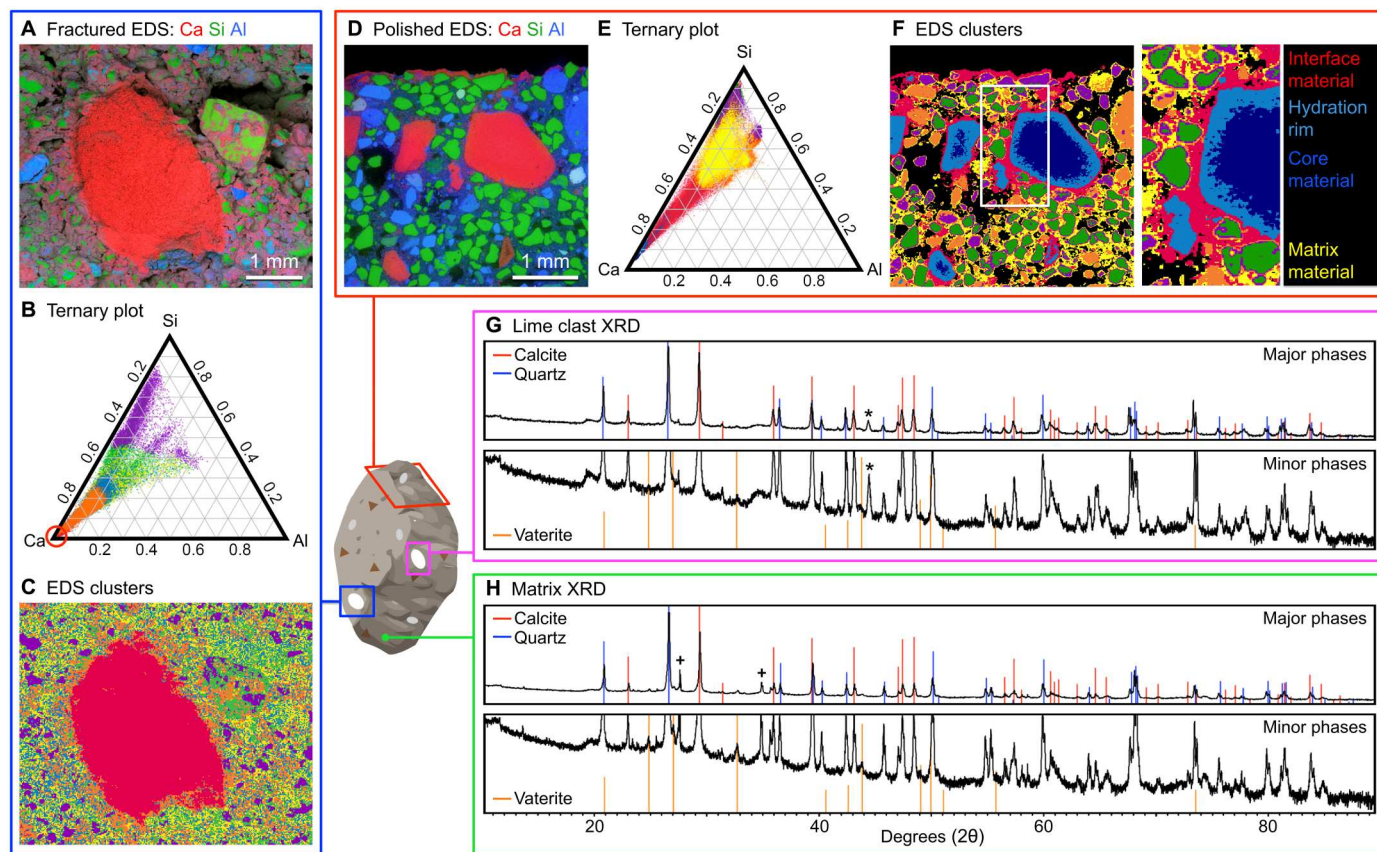 A Fractured EDS: Ca Si Al
1 mm
B Ternary plot
Si
0.2
0.8
0.4
0.6
0.6
0.4
0.8
0.2
Ca
Al
0.2 0.4 0.6 0.8
C EDS clusters
D Polished EDS: Ca Si Al
1 mm
E Ternary plot
Si
0.2
0.8
0.4
0.6
0.6
0.4
0.8
0.2
Ca
Al
0.2 0.4 0.6 0.8
F EDS clusters
Interface
material
Hydration
rim
Core
material
Matrix
material
G Lime clast XRD
Calcite
Quartz
Major phases
*
Minor phases
*
Vaterite
H Matrix XRD
Calcite
Quartz
Major phases
+ +
Minor phases
Vaterite
20 40 60 80
Degrees (2θ)